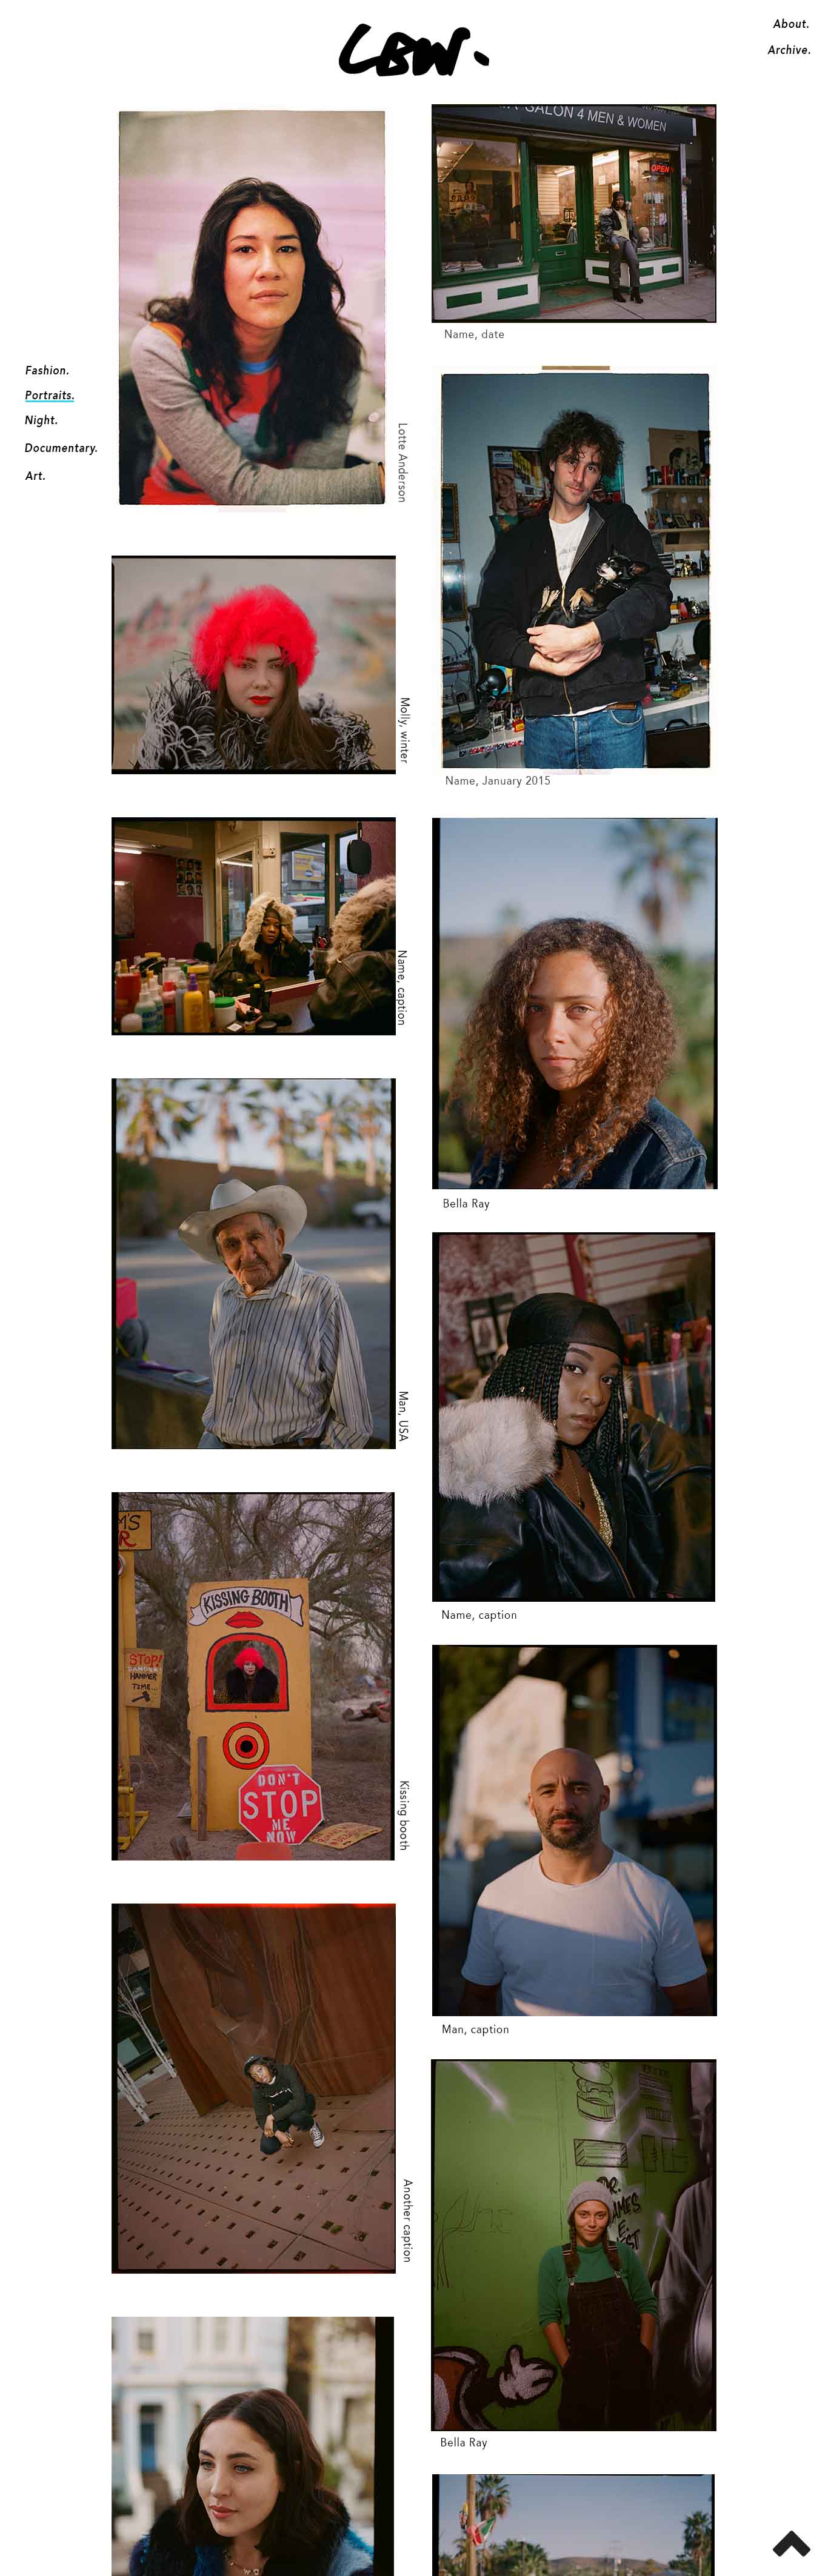 LBW.
About.
Archive.
Fashion.
Portraits.
Night.
Documentary.
Art.
Lotte Anderson
SALON 4 MEN & WOMEN
OPEN
Name, date
Name, January 2015
Molly, winter
Name, caption
Bella Ray
Man, USA
Name, caption
KISSING BOOTH
STOP!
DANGER!
HAMMER
TIME...
DON'T
STOP
ME
NOW
Kissing booth
Man, caption
Another caption
Bella Ray